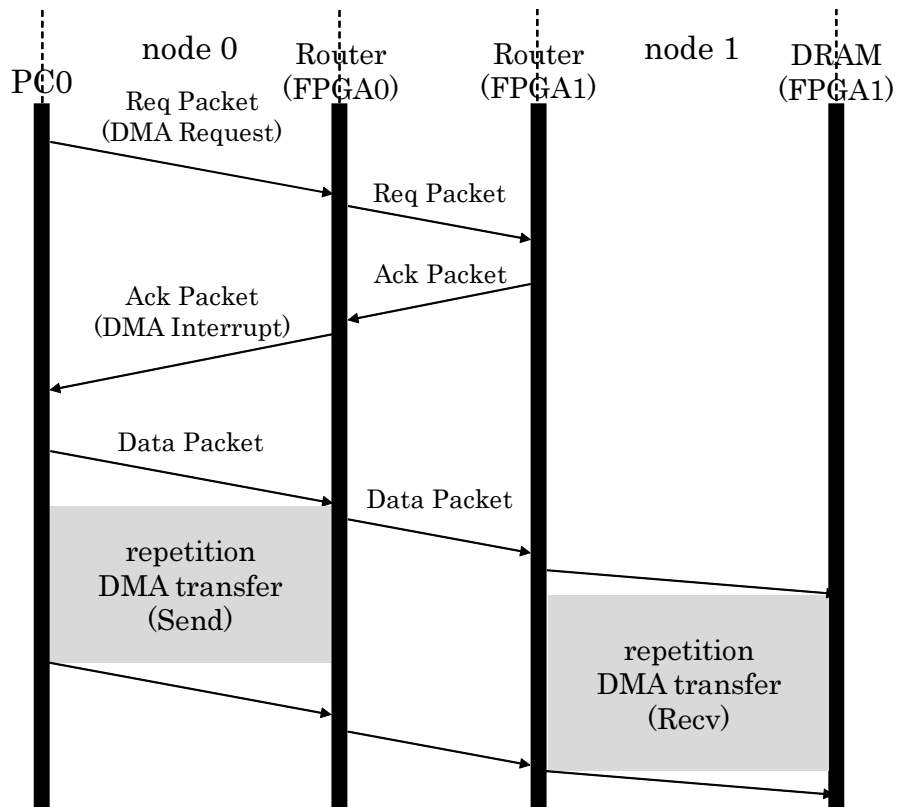 node 0
node 1
PC0
Router
(FPGA0)
Router
(FPGA1)
DRAM
(FPGA1)
Req Packet
(DMA Request)
Req Packet
Ack Packet
Ack Packet
(DMA Interrupt)
Data Packet
Data Packet
repetition
DMA transfer
(Send)
repetition
DMA transfer
(Recv)